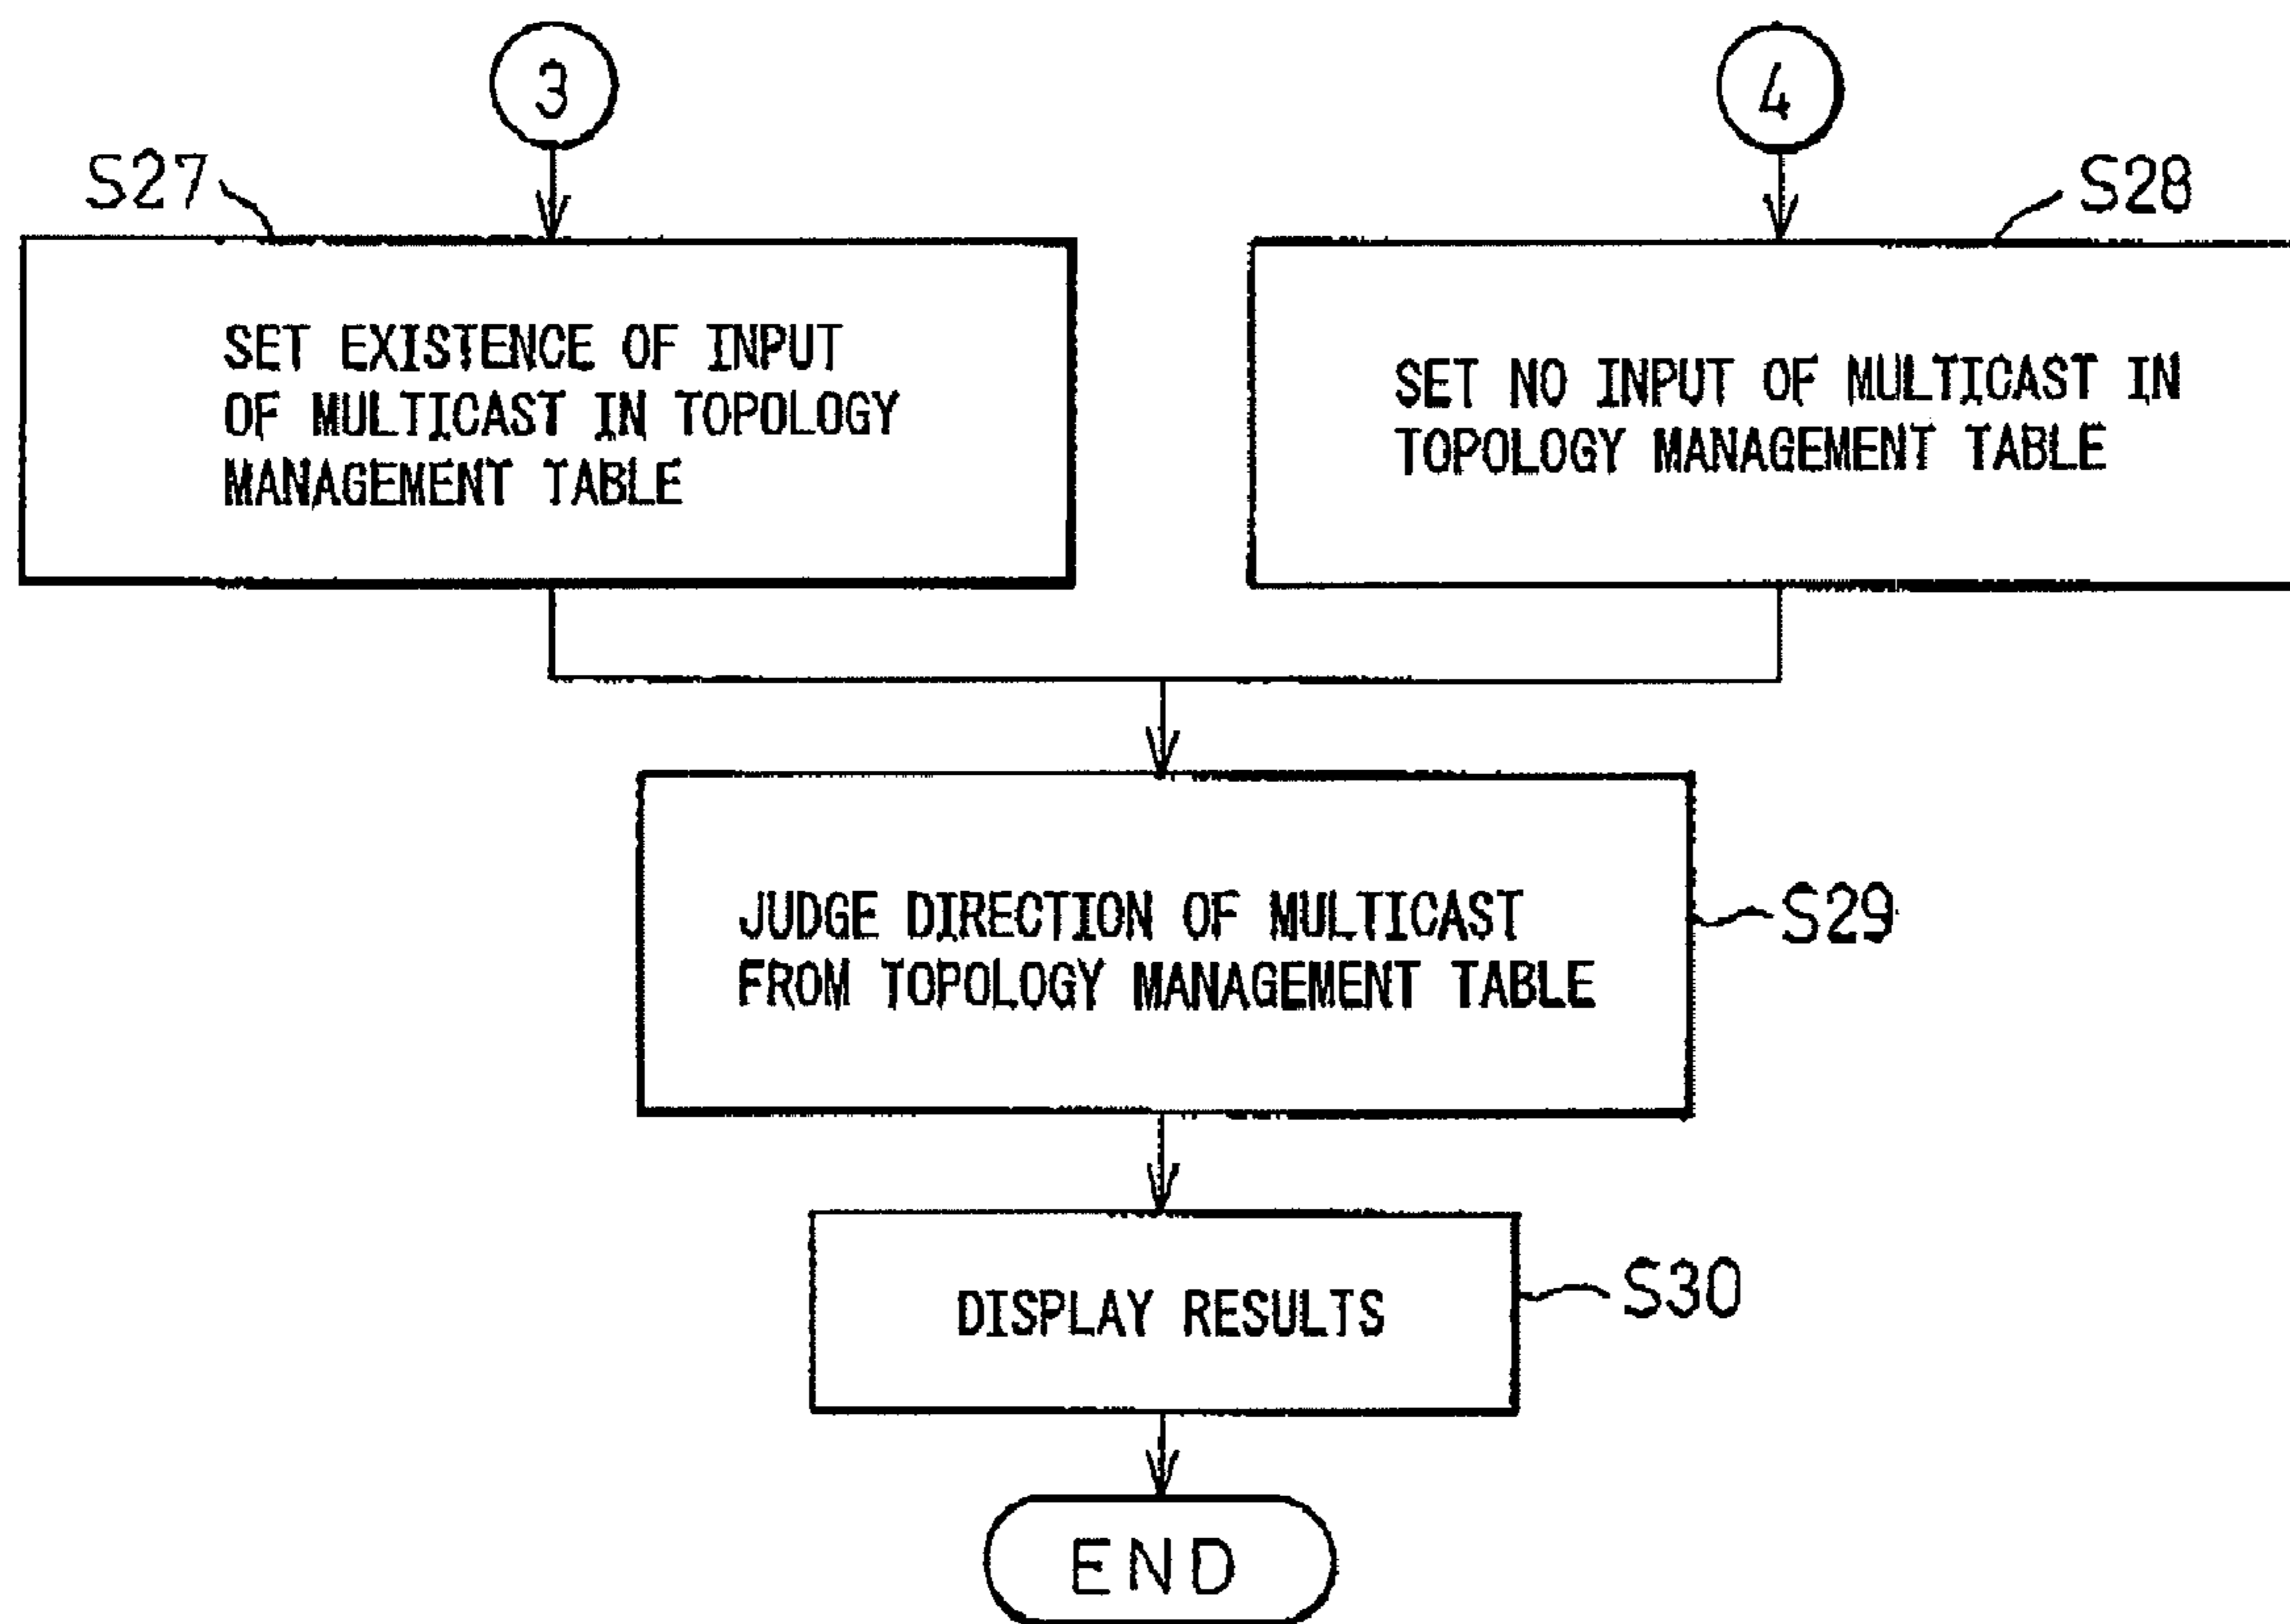 3
4
S27
S28
SET EXISTENCE OF INPUT
OF MULTICAST IN TOPOLOGY
MANAGEMENT TABLE
SET NO INPUT OF MULTICAST IN
TOPOLOGY MANAGEMENT TABLE
JUDGE DIRECTION OF MULTICAST
FROM TOPOLOGY MANAGEMENT TABLE
S29
DISPLAY RESULTS
S30
END